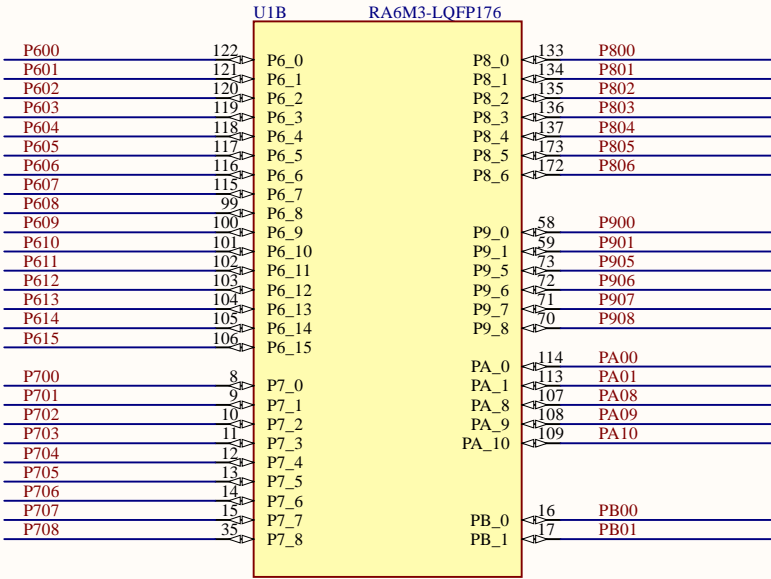 U1B RA6M3-LQFP176
P600 122 P6_0 P8_0 133 P800
P601 121 P6_1 P8_1 134 P801
P602 120 P6_2 P8_2 135 P802
P603 119 P6_3 P8_3 136 P803
P604 118 P6_4 P8_4 137 P804
P605 117 P6_5 P8_5 173 P805
P606 116 P6_6 P8_6 172 P806
P607 115 P6_7
P608 99 P6_8
P609 100 P6_9 P9_0 58 P900
P610 101 P6_10 P9_1 59 P901
P611 102 P6_11 P9_5 73 P905
P612 103 P6_12 P9_6 72 P906
P613 104 P6_13 P9_7 71 P907
P614 105 P6_14 P9_8 70 P908
P615 106 P6_15
PA_0 114 PA00
P700 8 P7_0 PA_1 113 PA01
P701 9 P7_1 PA_8 107 PA08
P702 10 P7_2 PA_9 108 PA09
P703 11 P7_3 PA_10 109 PA10
P704 12 P7_4
P705 13 P7_5
P706 14 P7_6
P707 15 P7_7 PB_0 16 PB00
P708 35 P7_8 PB_1 17 PB01